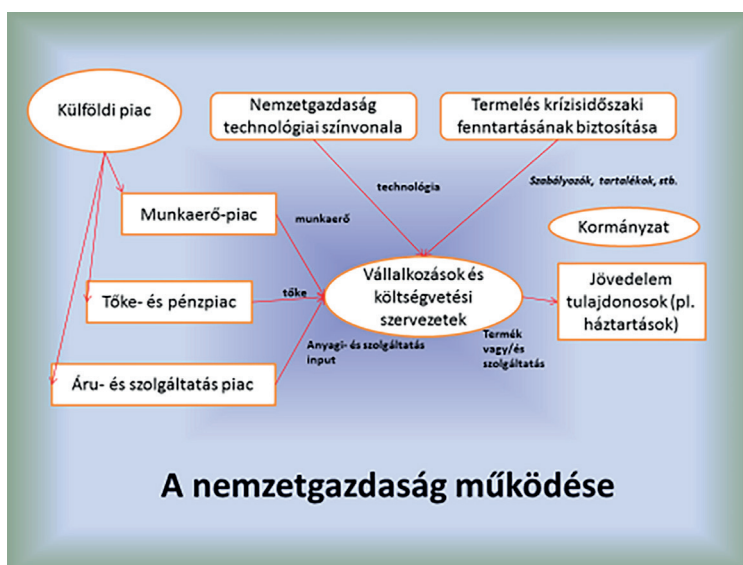 Külföldi piac
Nemzetgazdaság
technológiai színvonala
Termelés krízisidőszaki
fenntartásának biztosítása
technológia
Szabályozók, tartalékok, stb.
Munkaerő-piac
munkaerő
Kormányzat
Vállalkozások és
költségvetési
szervezetek
Jövedelem
tulajdonosok (pl.
háztartások)
Tőke- és pénzpiac
tőke
Anyagi- és szolgáltatás
input
Termék
vagy/és
szolgáltatás
Áru- és szolgáltatás piac
A nemzetgazdaság működése